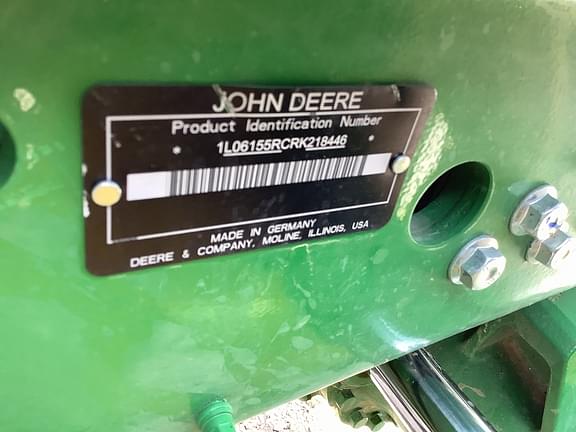 JOHN DEERE
Product Identification Number
* 1L06155RCRK218446 *
MADE IN GERMANY
DEERE & COMPANY, MOLINE, ILLINOIS, USA